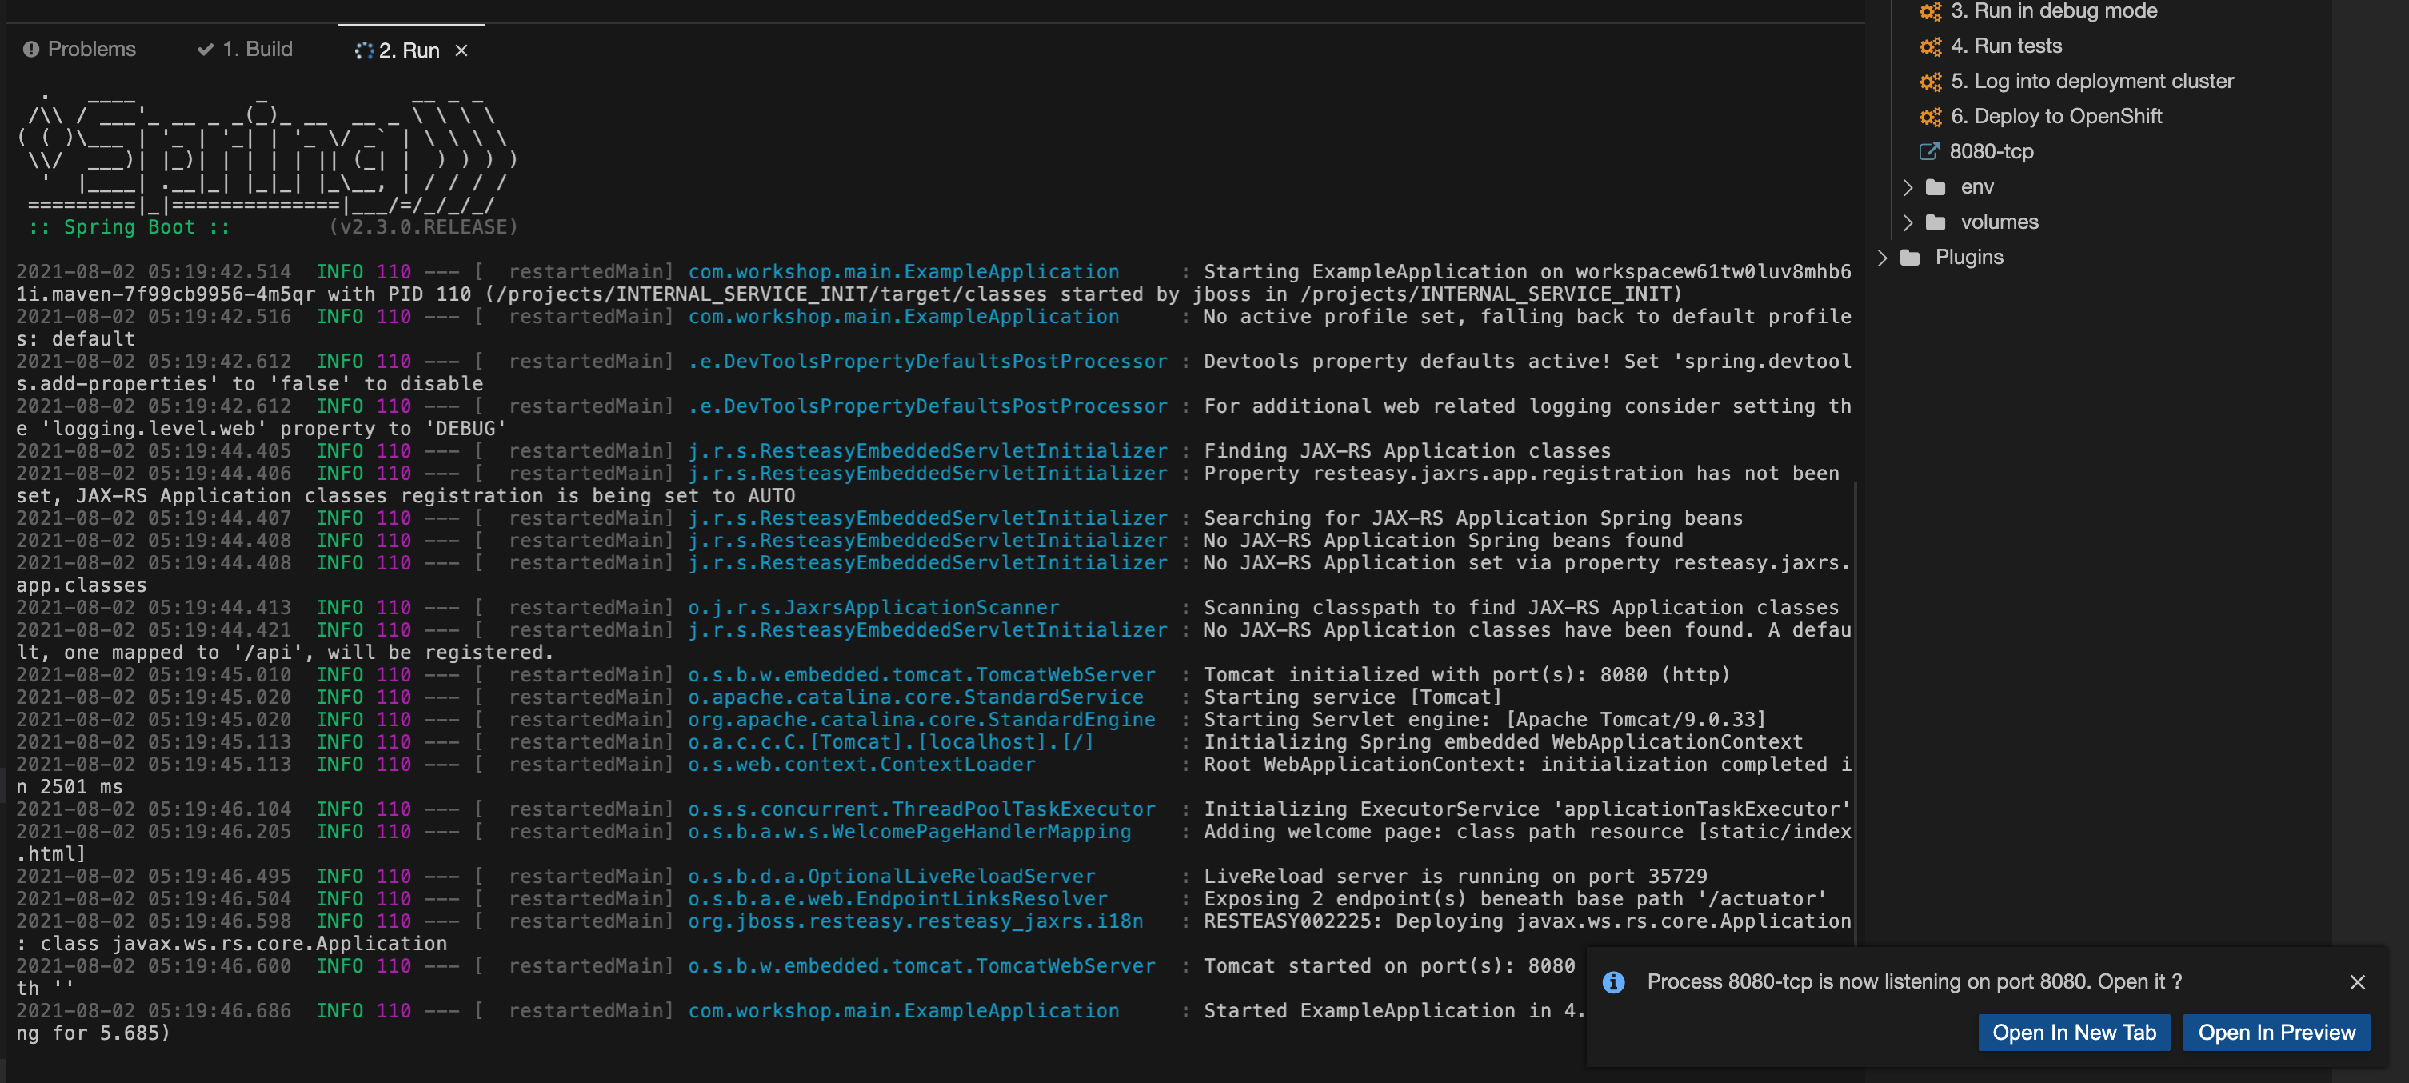 Problems
1. Build
2. Run
:: Spring Boot ::        (v2.3.0.RELEASE)
2021-08-02 05:19:42.514  INFO 110 --- [  restartedMain] com.workshop.main.ExampleApplication     : Starting ExampleApplication on workspacew61tw0luv8mhb6
1i.maven-7f99cb9956-4m5qr with PID 110 (/projects/INTERNAL_SERVICE_INIT/target/classes started by jboss in /projects/INTERNAL_SERVICE_INIT)
2021-08-02 05:19:42.516  INFO 110 --- [  restartedMain] com.workshop.main.ExampleApplication     : No active profile set, falling back to default profile
s: default
2021-08-02 05:19:42.612  INFO 110 --- [  restartedMain] .e.DevToolsPropertyDefaultsPostProcessor : Devtools property defaults active! Set 'spring.devtool
s.add-properties' to 'false' to disable
2021-08-02 05:19:42.612  INFO 110 --- [  restartedMain] .e.DevToolsPropertyDefaultsPostProcessor : For additional web related logging consider setting th
e 'logging.level.web' property to 'DEBUG'
2021-08-02 05:19:44.405  INFO 110 --- [  restartedMain] j.r.s.ResteasyEmbeddedServletInitializer : Finding JAX-RS Application classes
2021-08-02 05:19:44.406  INFO 110 --- [  restartedMain] j.r.s.ResteasyEmbeddedServletInitializer : Property resteasy.jaxrs.app.registration has not been
set, JAX-RS Application classes registration is being set to AUTO
2021-08-02 05:19:44.407  INFO 110 --- [  restartedMain] j.r.s.ResteasyEmbeddedServletInitializer : Searching for JAX-RS Application Spring beans
2021-08-02 05:19:44.408  INFO 110 --- [  restartedMain] j.r.s.ResteasyEmbeddedServletInitializer : No JAX-RS Application Spring beans found
2021-08-02 05:19:44.408  INFO 110 --- [  restartedMain] j.r.s.ResteasyEmbeddedServletInitializer : No JAX-RS Application set via property resteasy.jaxrs.
app.classes
2021-08-02 05:19:44.413  INFO 110 --- [  restartedMain] o.j.r.s.JaxrsApplicationScanner          : Scanning classpath to find JAX-RS Application classes
2021-08-02 05:19:44.421  INFO 110 --- [  restartedMain] j.r.s.ResteasyEmbeddedServletInitializer : No JAX-RS Application classes have been found. A defau
lt, one mapped to '/api', will be registered.
2021-08-02 05:19:45.010  INFO 110 --- [  restartedMain] o.s.b.w.embedded.tomcat.TomcatWebServer  : Tomcat initialized with port(s): 8080 (http)
2021-08-02 05:19:45.020  INFO 110 --- [  restartedMain] o.apache.catalina.core.StandardService   : Starting service [Tomcat]
2021-08-02 05:19:45.020  INFO 110 --- [  restartedMain] org.apache.catalina.core.StandardEngine  : Starting Servlet engine: [Apache Tomcat/9.0.33]
2021-08-02 05:19:45.113  INFO 110 --- [  restartedMain] o.a.c.c.C.[Tomcat].[localhost].[/]       : Initializing Spring embedded WebApplicationContext
2021-08-02 05:19:45.113  INFO 110 --- [  restartedMain] o.s.web.context.ContextLoader            : Root WebApplicationContext: initialization completed i
n 2501 ms
2021-08-02 05:19:46.104  INFO 110 --- [  restartedMain] o.s.s.concurrent.ThreadPoolTaskExecutor  : Initializing ExecutorService 'applicationTaskExecutor'
2021-08-02 05:19:46.205  INFO 110 --- [  restartedMain] o.s.b.a.w.s.WelcomePageHandlerMapping    : Adding welcome page: class path resource [static/index
.html]
2021-08-02 05:19:46.495  INFO 110 --- [  restartedMain] o.s.b.d.a.OptionalLiveReloadServer       : LiveReload server is running on port 35729
2021-08-02 05:19:46.504  INFO 110 --- [  restartedMain] o.s.b.a.e.web.EndpointLinksResolver      : Exposing 2 endpoint(s) beneath base path '/actuator'
2021-08-02 05:19:46.598  INFO 110 --- [  restartedMain] org.jboss.resteasy.resteasy_jaxrs.i18n   : RESTEASY002225: Deploying javax.ws.rs.core.Application
: class javax.ws.rs.core.Application
2021-08-02 05:19:46.600  INFO 110 --- [  restartedMain] o.s.b.w.embedded.tomcat.TomcatWebServer  : Tomcat started on port(s): 8080
th ''
2021-08-02 05:19:46.686  INFO 110 --- [  restartedMain] com.workshop.main.ExampleApplication     : Started ExampleApplication in 4.
ng for 5.685)
3. Run in debug mode
4. Run tests
5. Log into deployment cluster
6. Deploy to OpenShift
8080-tcp
env
volumes
Plugins
Process 8080-tcp is now listening on port 8080. Open it ?
Open In New Tab
Open In Preview